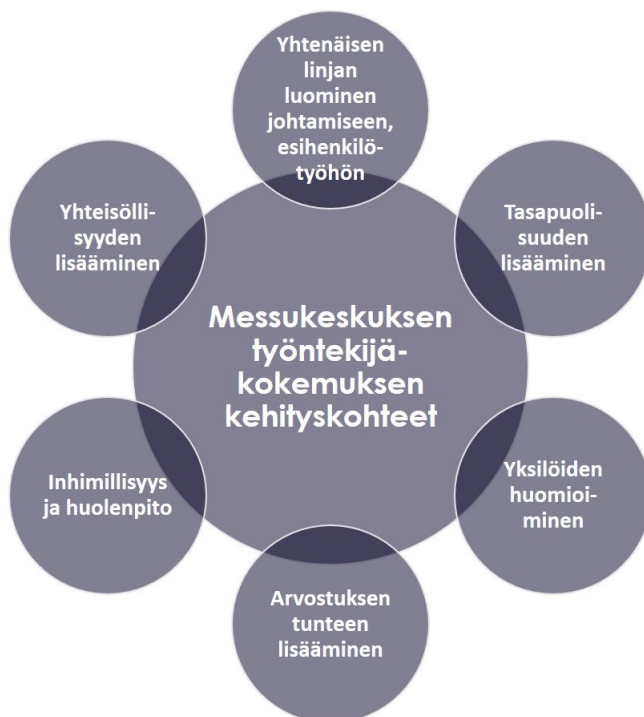 Yhtenäisen
linjan
luominen
johtamiseen,
esihenkilö-
työhön
Tasapuoli-
suuden
lisääminen
Yksilöiden
huomioi-
minen
Arvostuksen
tunteen
lisääminen
Inhimillisyys
ja huolenpito
Yhteisölli-
syyden
lisääminen
Messukeskuksen
työntekijä-
kokemuksen
kehityskohteet